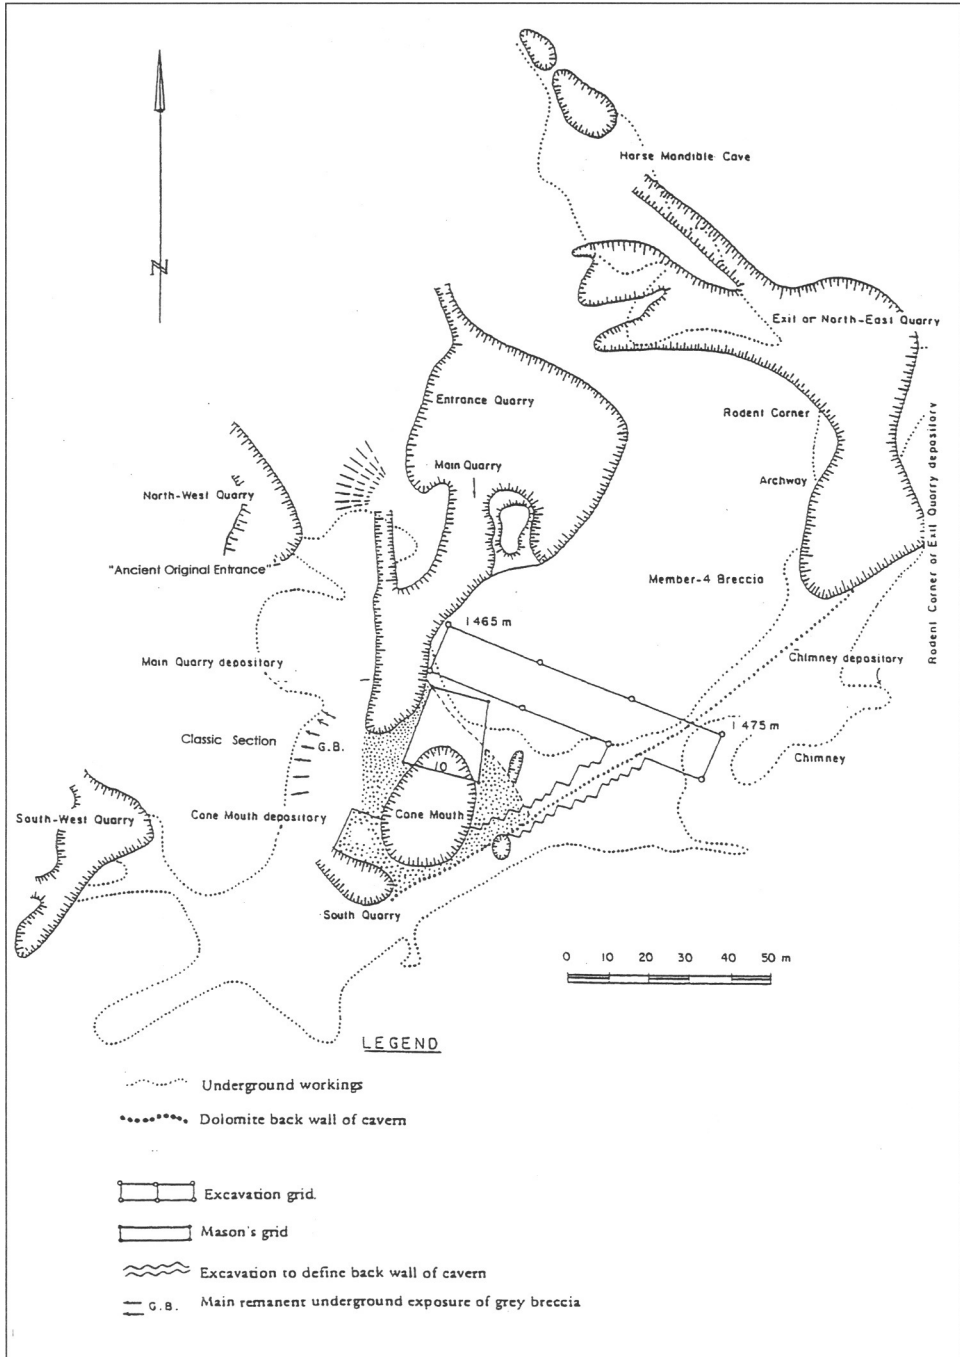 N
Horse Mandible Cave
Exit or North-East Quarry
Entrance Quarry
Rodent Corner
Main Quarry
Archway
North-West Quarry
"Ancient Original Entrance"
Member-4 Breccia
Rodent Corner or Exit Quarry depository
1465 m
Main Quarry depository
Chimney depository
1475 m
Classic Section
G.B.
Chimney
10
South-West Quarry
Cone Mouth depository
Cone Mouth
South Quarry
0 10 20 30 40 50 m
LEGEND
Underground workings
Dolomite back wall of cavern
Excavation grid.
Mason's grid
Excavation to define back wall of cavern
G.B. Main remanent underground exposure of grey breccia